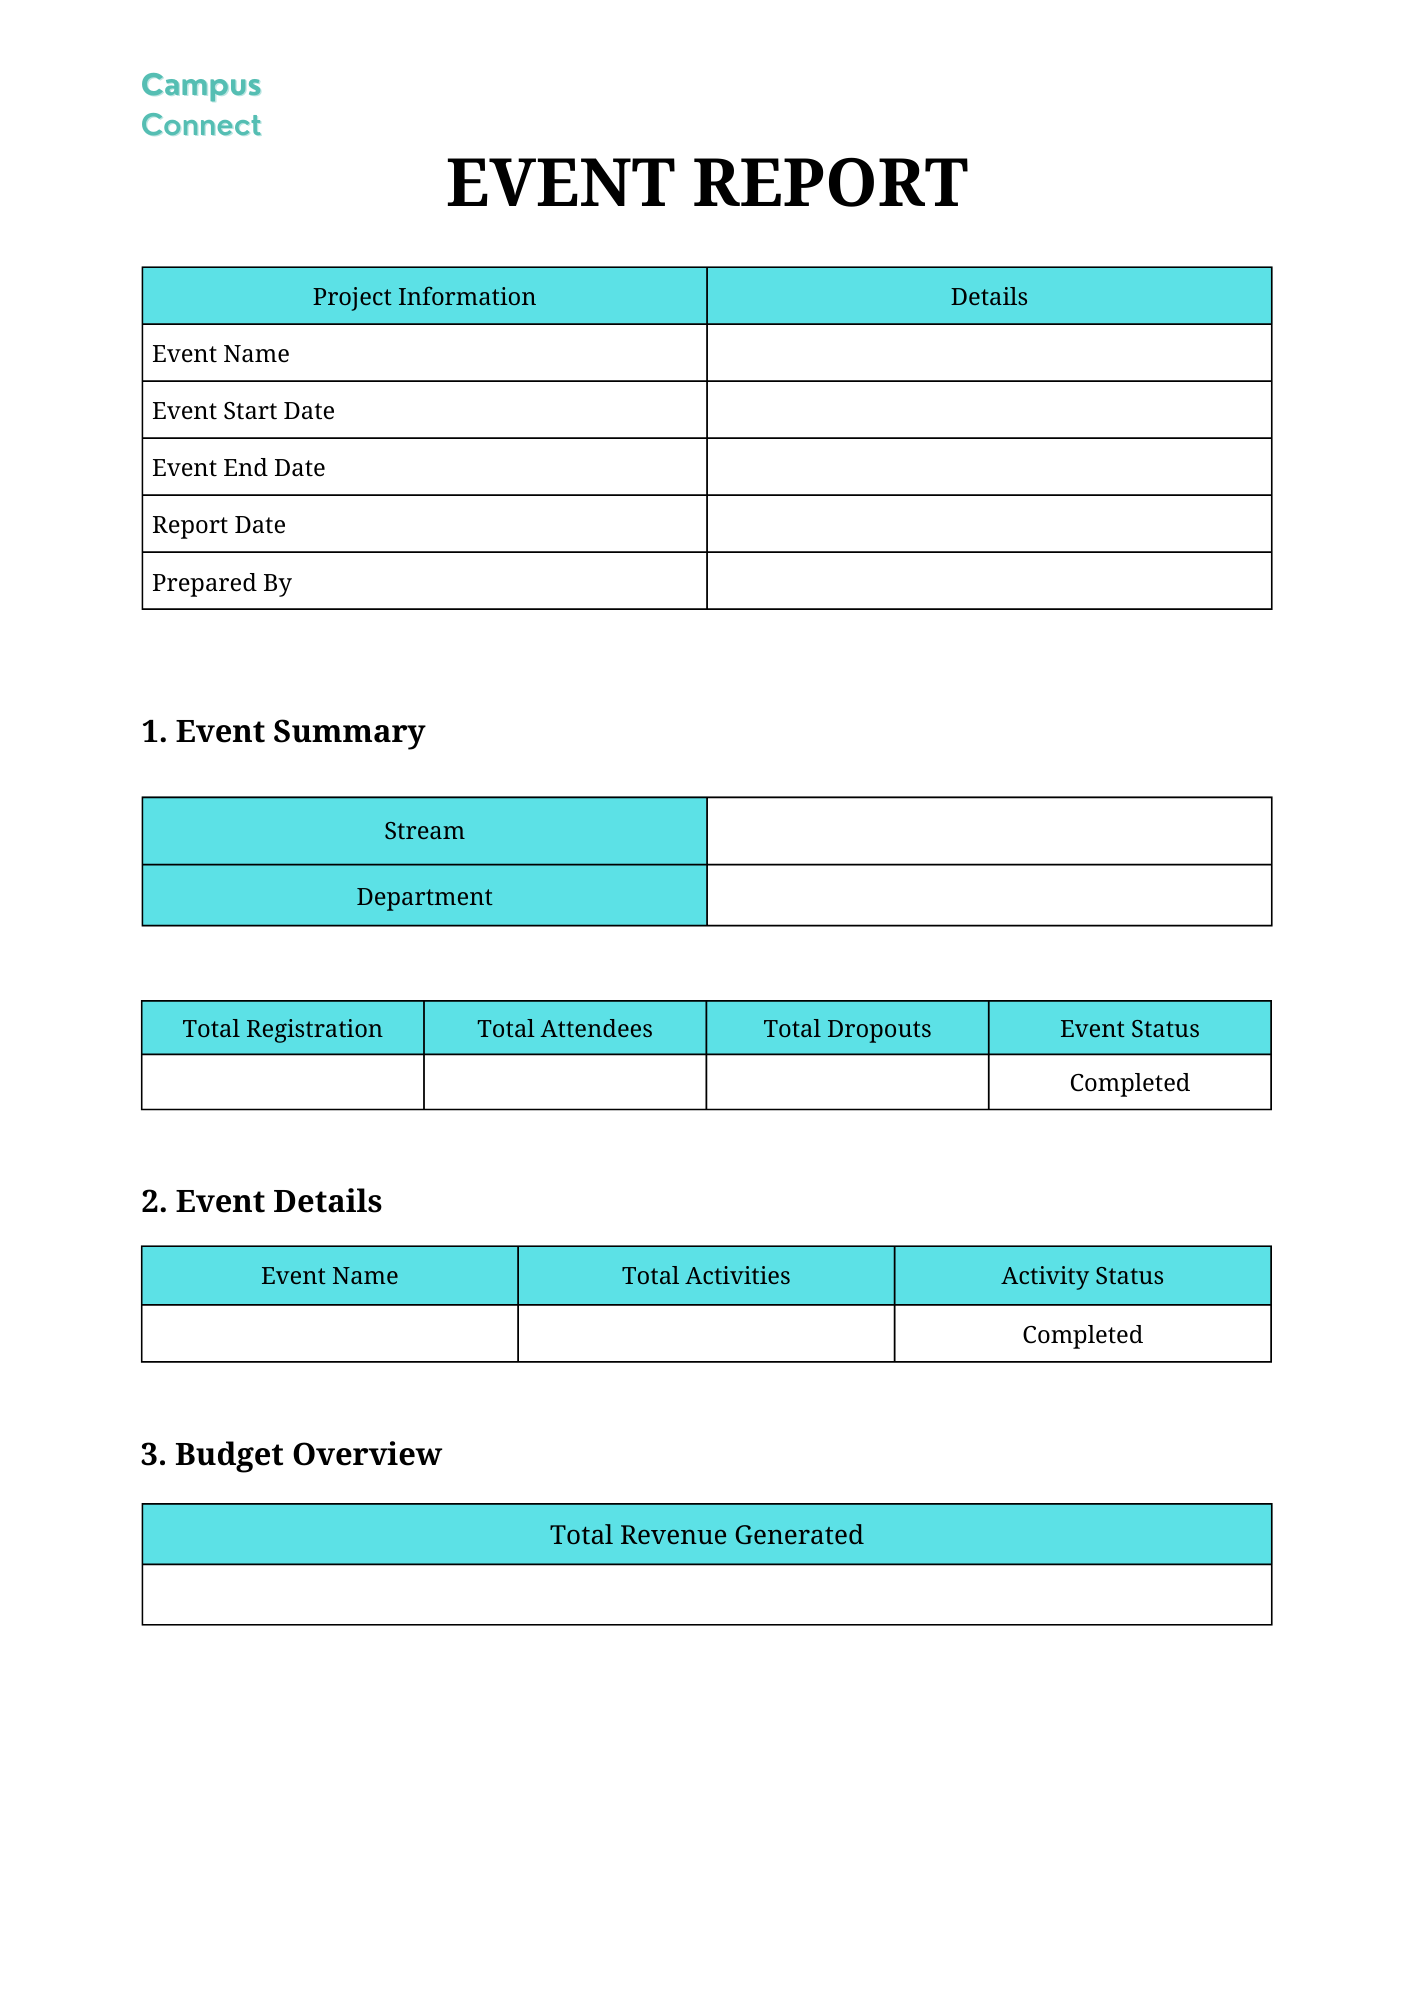 Campus
Connect
EVENT REPORT
Project Information Details
Event Name
Event Start Date
Event End Date
Report Date
Prepared By
1. Event Summary
Stream
Department
Total Registration Total Attendees Total Dropouts Event Status
Completed
2. Event Details
Event Name Total Activities Activity Status
Completed
3. Budget Overview
Total Revenue Generated